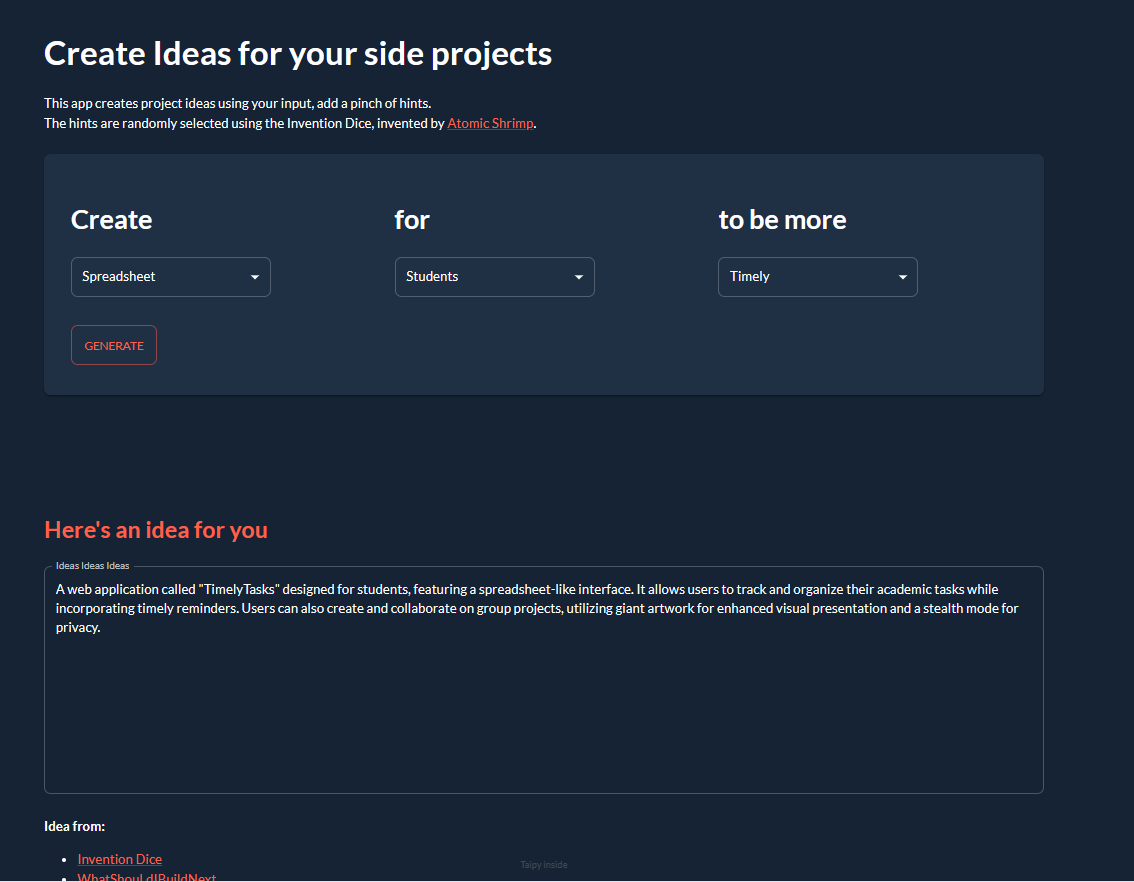 Create Ideas for your side projects
This app creates project ideas using your input, add a pinch of hints.
The hints are randomly selected using the Invention Dice, invented by Atomic Shrimp.
Create for to be more
Spreadsheet Students Timely
GENERATE
Here's an idea for you
Ideas Ideas Ideas
A web application called "TimelyTasks" designed for students, featuring a spreadsheet-like interface. It allows users to track and organize their academic tasks while
incorporating timely reminders. Users can also create and collaborate on group projects, utilizing giant artwork for enhanced visual presentation and a stealth mode for
privacy.
Idea from:
Invention Dice
Taipy inside
WhatShouLdIBuildNext